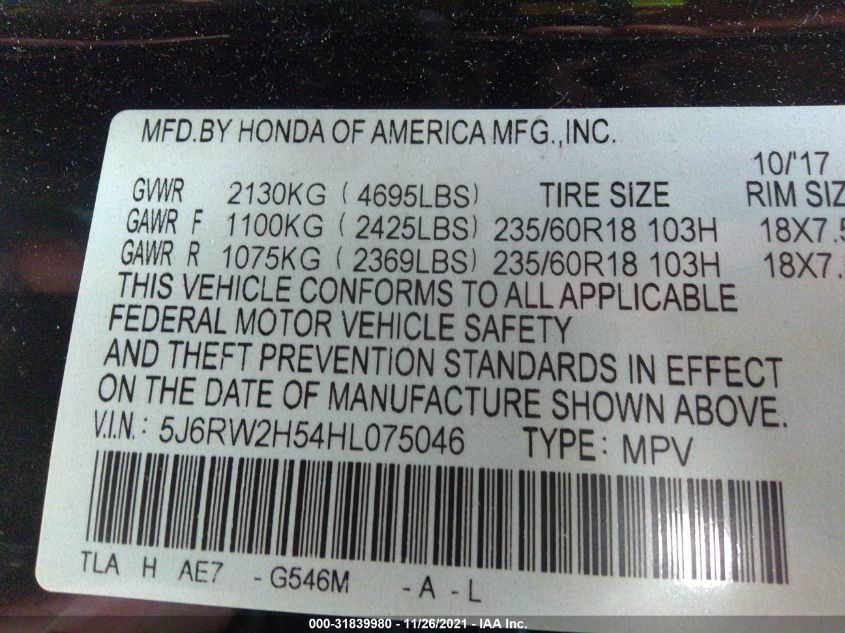 MFD.BY HONDA OF AMERICA MFG.,INC.
10/'17
GVWR 2130KG ( 4695LBS) TIRE SIZE RIM SIZ
GAWR F 1100KG ( 2425LBS) 235/60R18 103H 18X7.5
GAWR R 1075KG ( 2369LBS) 235/60R18 103H 18X7.
THIS VEHICLE CONFORMS TO ALL APPLICABLE
FEDERAL MOTOR VEHICLE SAFETY
AND THEFT PREVENTION STANDARDS IN EFFECT
ON THE DATE OF MANUFACTURE SHOWN ABOVE.
V.I.N.: 5J6RW2H54HL075046 TYPE: MPV
TLA H AE7 - G546M - A - L
000-31839980 - 11/26/2021 - IAA Inc.